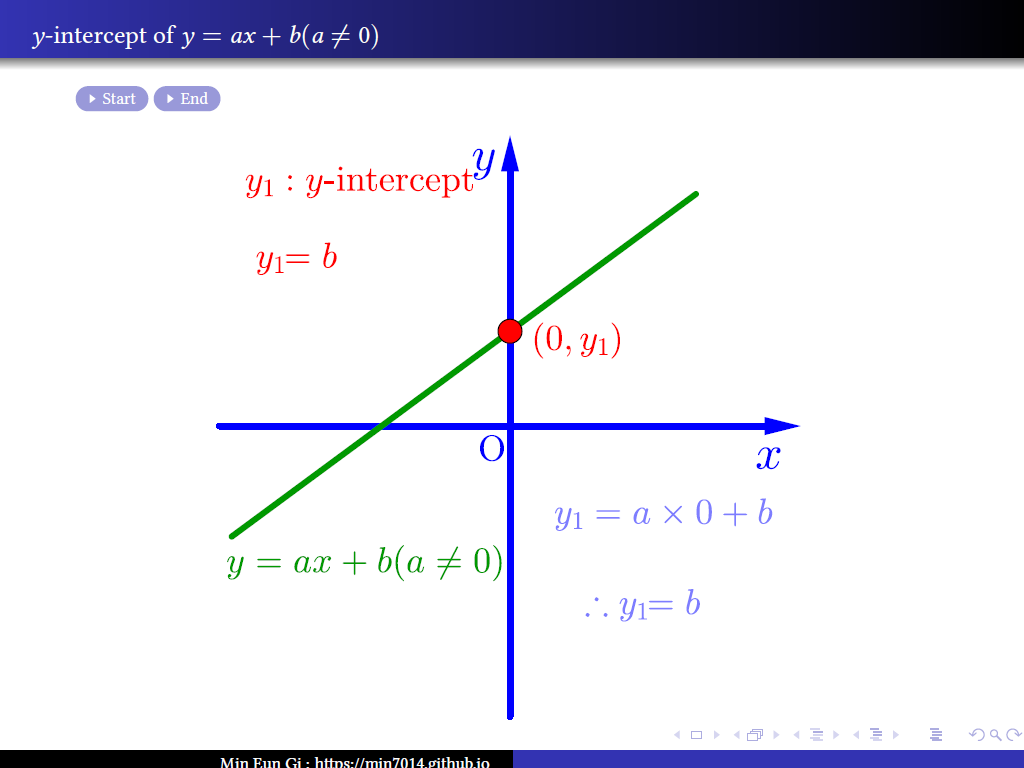 y-intercept of y = ax + b(a ≠ 0)
Start End
y
y₁ : y-intercept
y₁= b
(0, y₁)
O
x
y₁ = a × 0 + b
y = ax + b(a ≠ 0)
∴ y₁= b
Min Eun Gi : https://min7014.github.io